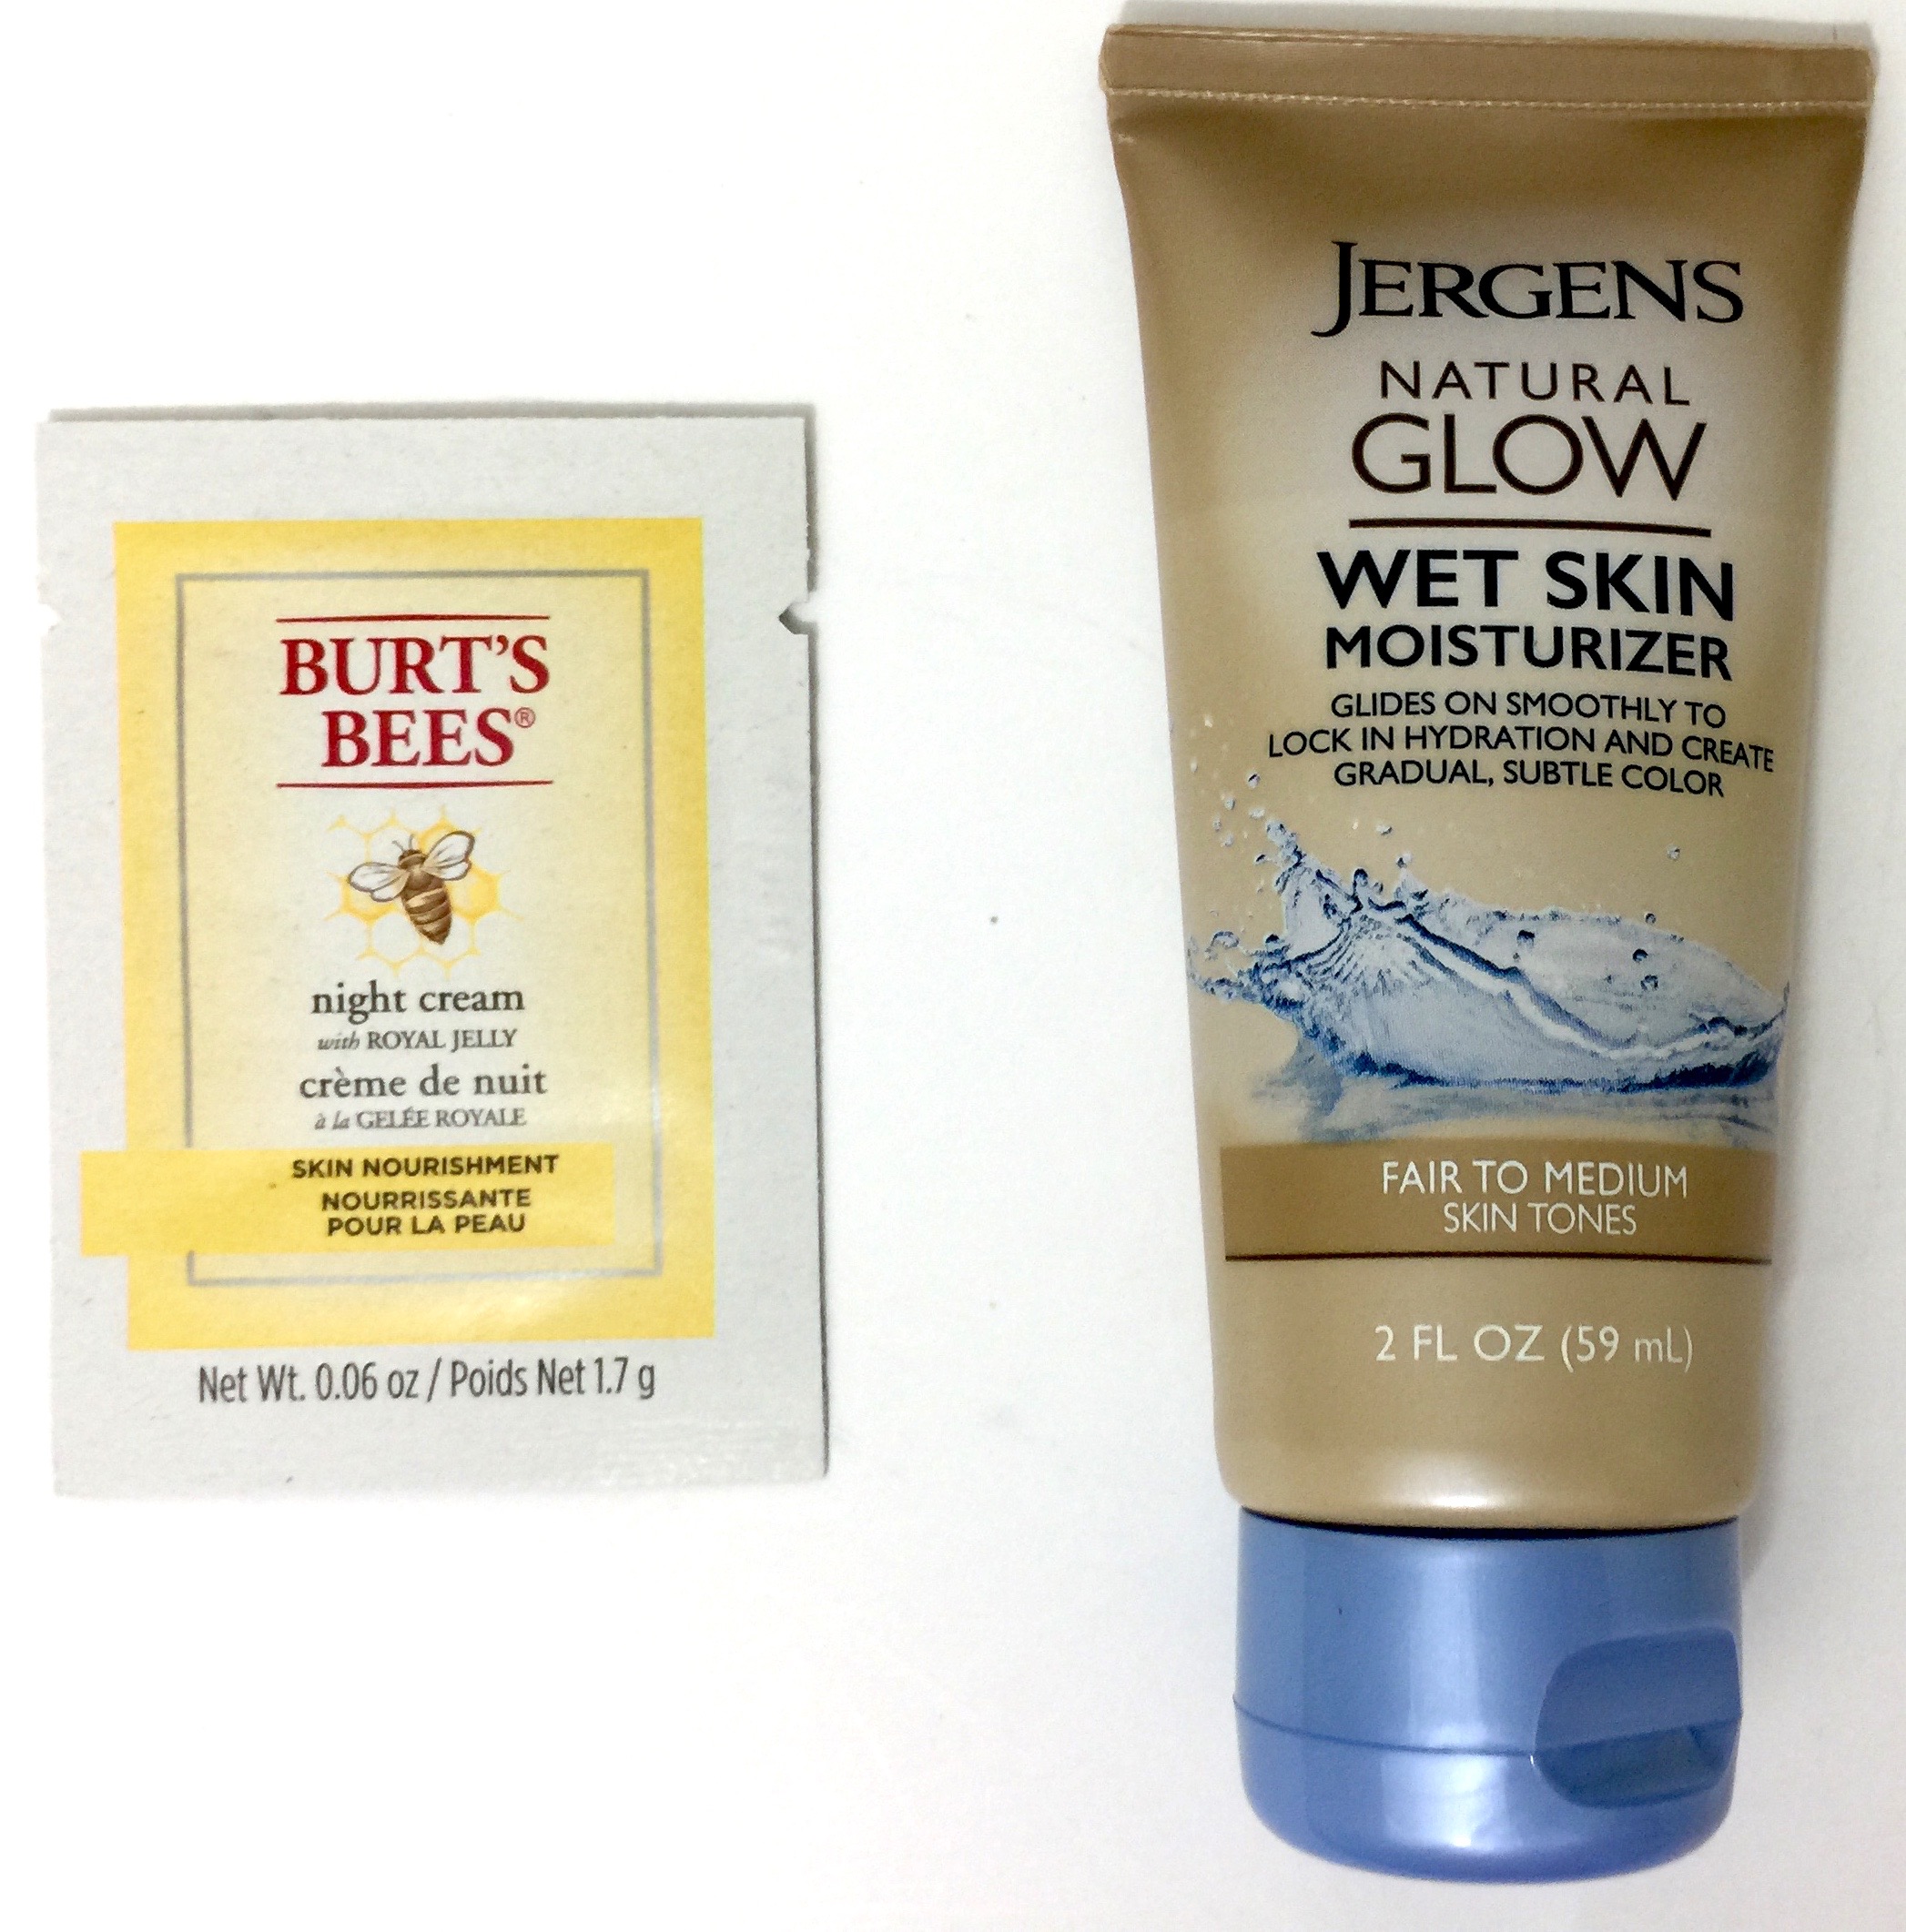 BURT'S
BEES®
night cream
with ROYAL JELLY
crème de nuit
à la GELÉE ROYALE
SKIN NOURISHMENT
NOURRISSANTE
POUR LA PEAU
Net Wt. 0.06 oz / Poids Net 1.7 g
JERGENS
NATURAL
GLOW
WET SKIN
MOISTURIZER
GLIDES ON SMOOTHLY TO
LOCK IN HYDRATION AND CREATE
GRADUAL, SUBTLE COLOR
FAIR TO MEDIUM
SKIN TONES
2 FL OZ (59 mL)